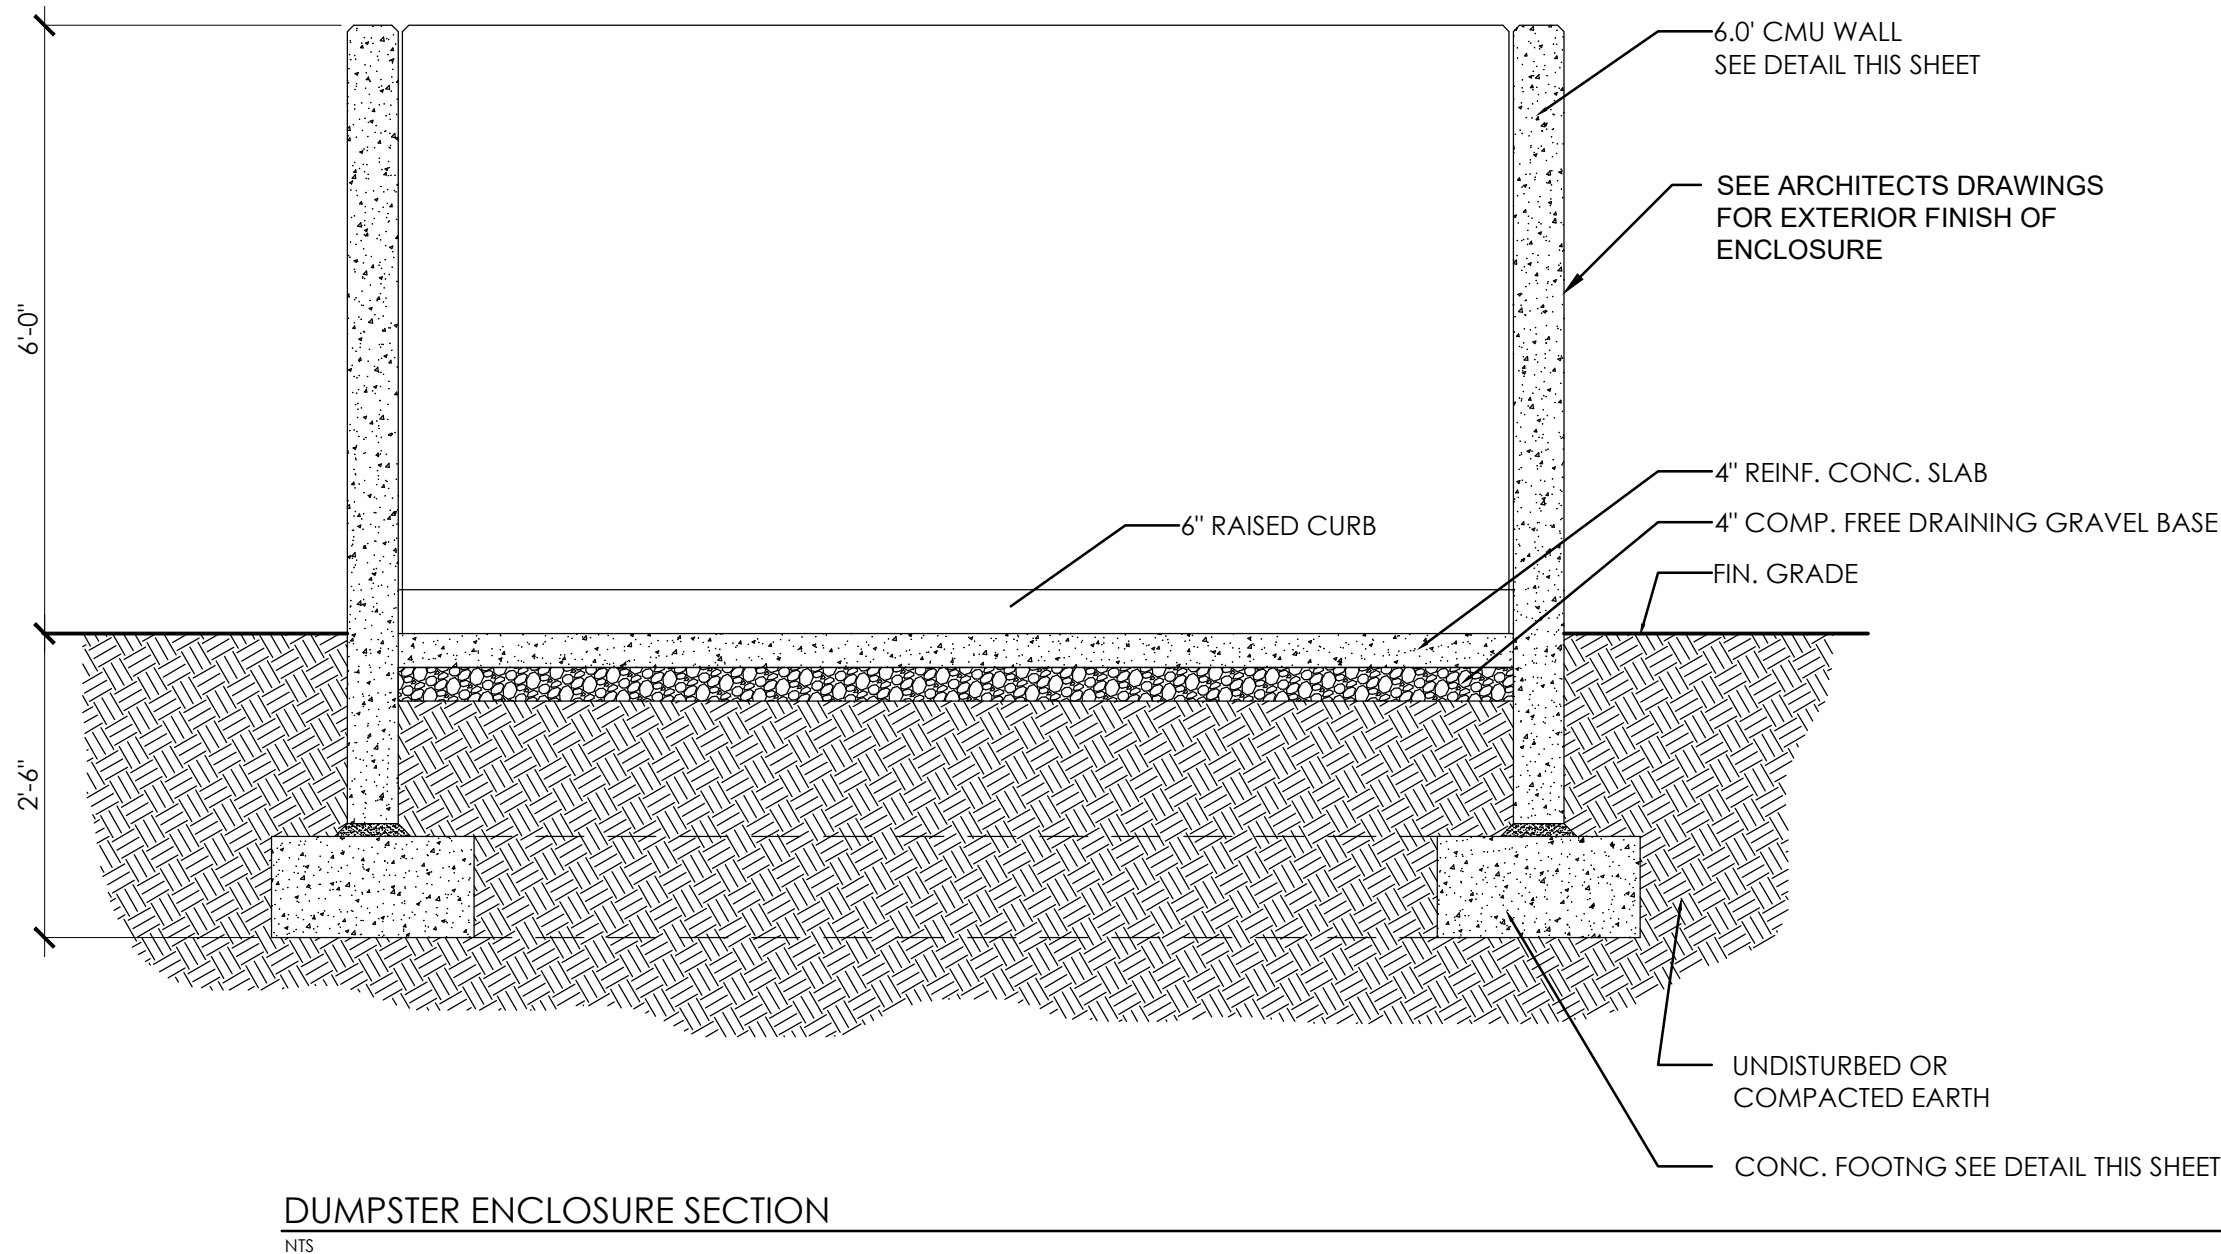 6.0' CMU WALL
SEE DETAIL THIS SHEET
SEE ARCHITECTS DRAWINGS
FOR EXTERIOR FINISH OF
ENCLOSURE
6'-0"
4" REINF. CONC. SLAB
6" RAISED CURB
4" COMP. FREE DRAINING GRAVEL BASE
FIN. GRADE
2'-6"
UNDISTURBED OR
COMPACTED EARTH
CONC. FOOTNG SEE DETAIL THIS SHEET
DUMPSTER ENCLOSURE SECTION
NTS